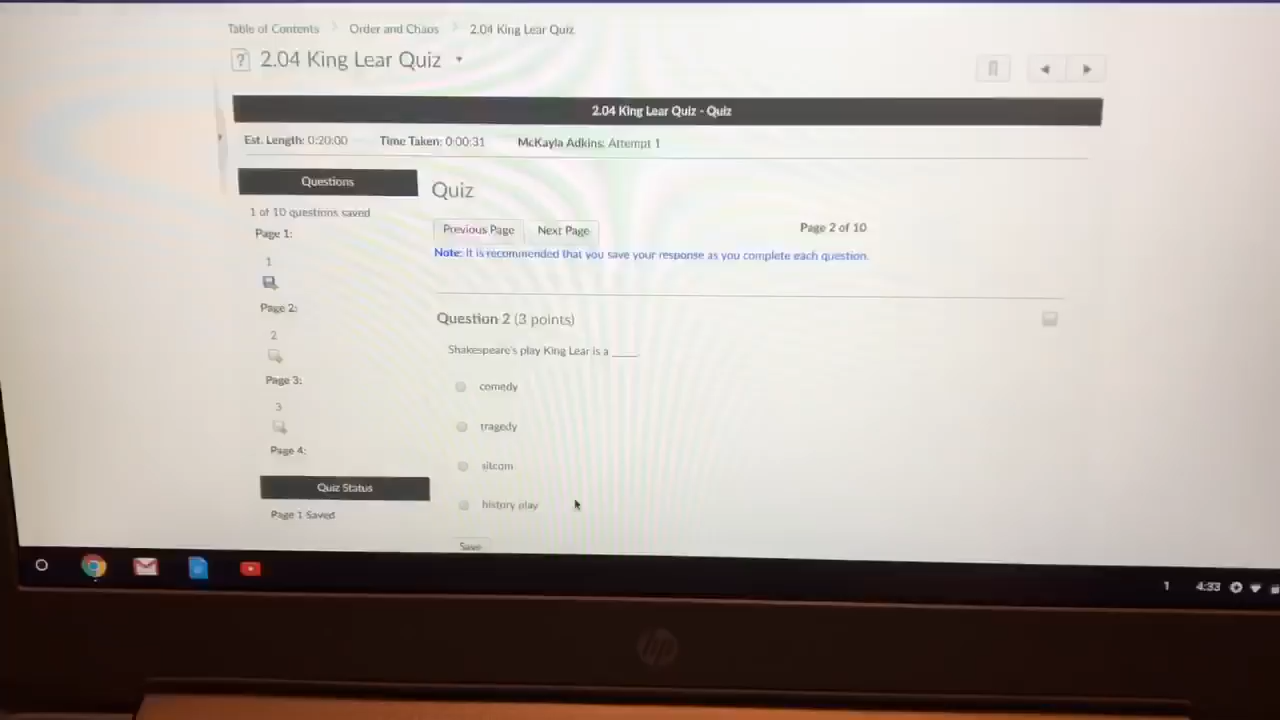 Table of Contents Order and Chaos 2.04 King Lear Quiz
? 2.04 King Lear Quiz
2.04 King Lear Quiz - Quiz
Est. Length: 0:20:00 Time Taken: 0:00:31 McKayla Adkins: Attempt 1
Questions
1 of 10 questions saved
Page 1:
1
Page 2:
2
Page 3:
3
Page 4:
Quiz Status
Page 1 Saved
Quiz
Previous Page Next Page Page 2 of 10
Note: It is recommended that you save your response as you complete each question.
Question 2 (3 points)
Shakespeare's play King Lear is a ____
comedy
tragedy
sitcom
history play
Save
1 4:33
hp